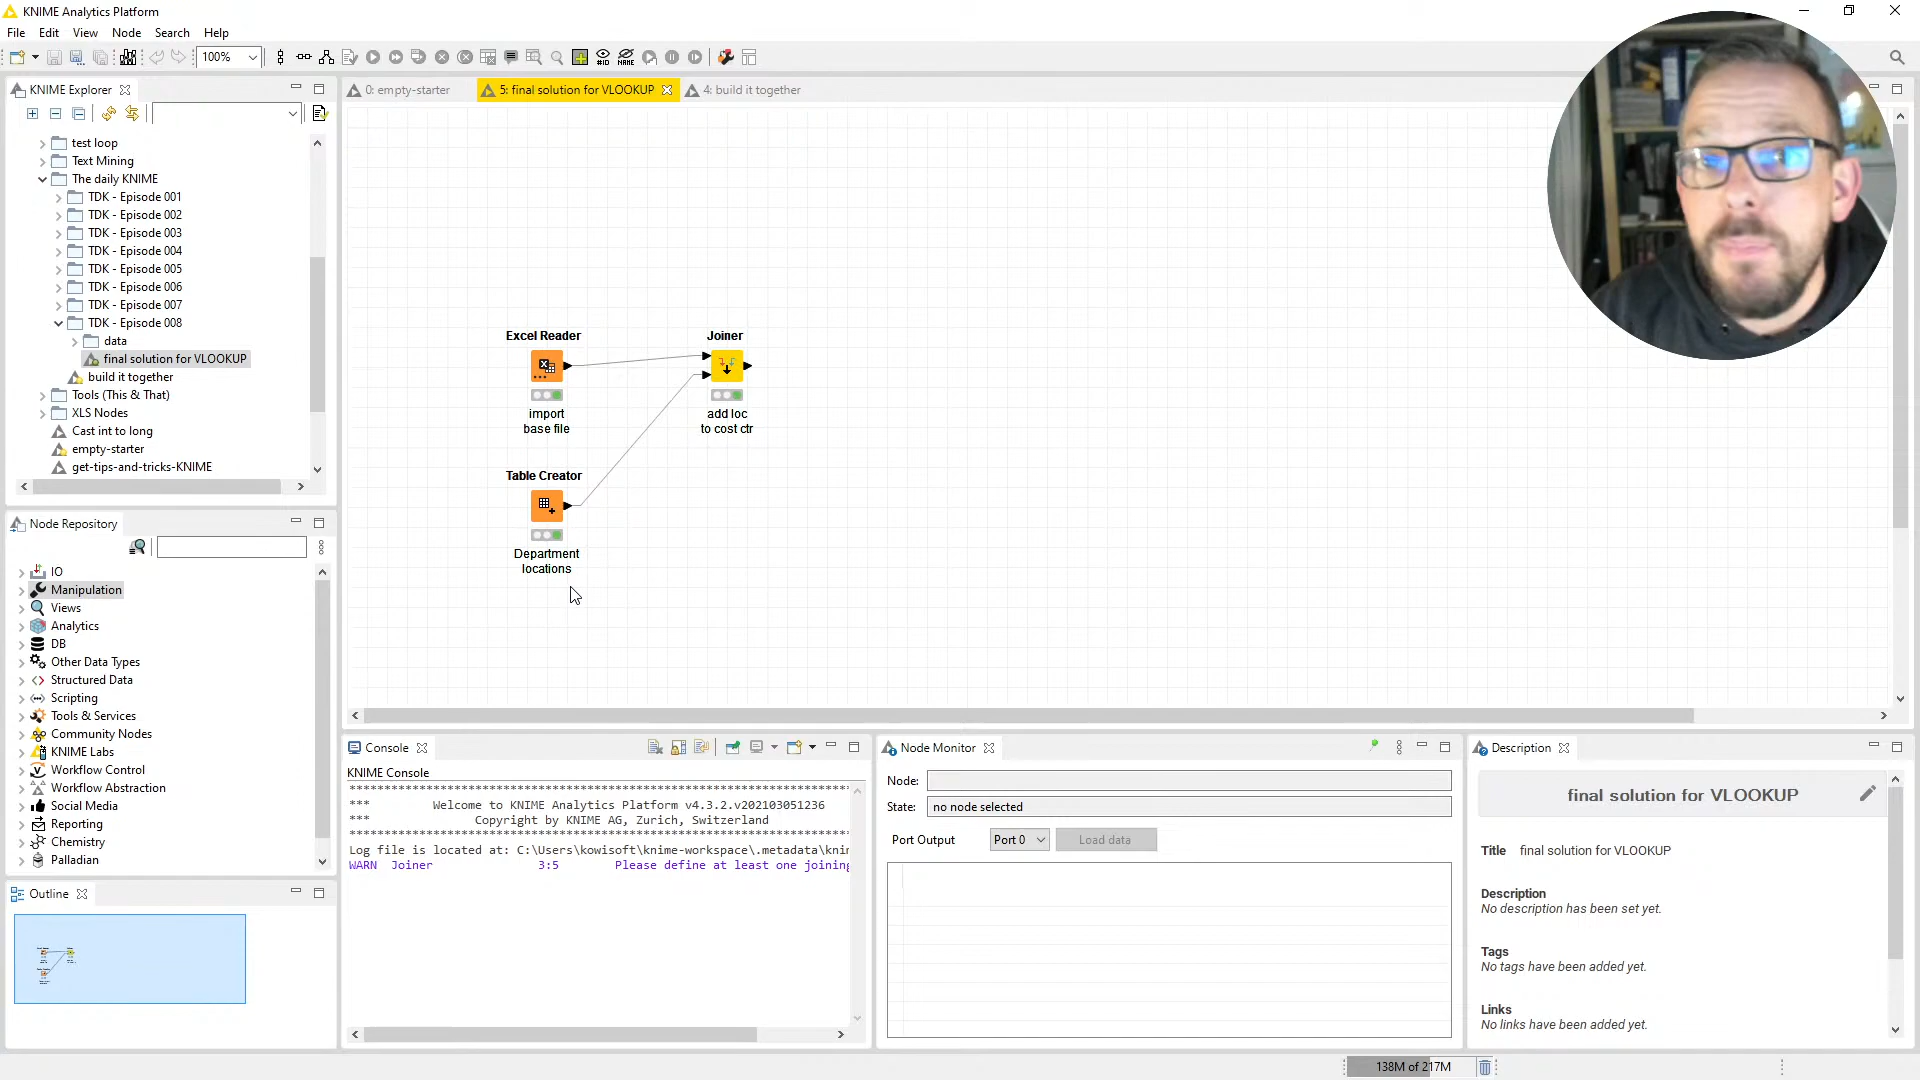 KNIME Analytics Platform
File Edit View Node Search Help
100%
#ID
NAME
KNIME Explorer
0: empty-starter
5: final solution for VLOOKUP
4: build it together
test loop
Text Mining
The daily KNIME
TDK - Episode 001
TDK - Episode 002
TDK - Episode 003
TDK - Episode 004
TDK - Episode 005
TDK - Episode 006
TDK - Episode 007
TDK - Episode 008
data
final solution for VLOOKUP
build it together
Tools (This & That)
XLS Nodes
Cast int to long
empty-starter
get-tips-and-tricks-KNIME
Excel Reader
import
base file
Joiner
add loc
to cost ctr
Table Creator
Department
locations
Node Repository
IO
Manipulation
Views
Analytics
DB
Other Data Types
Structured Data
Scripting
Tools & Services
Community Nodes
KNIME Labs
Workflow Control
Workflow Abstraction
Social Media
Reporting
Chemistry
Palladian
Outline
Console
KNIME Console
***********************************************************************
*** Welcome to KNIME Analytics Platform v4.3.2.v202103051236
*** Copyright by KNIME AG, Zurich, Switzerland
***********************************************************************
Log file is located at: C:\Users\kowisoft\knime-workspace\.metadata\knim
WARN Joiner 3:5 Please define at least one joining
Node Monitor
Node:
State: no node selected
Port Output Port 0 Load data
Description
final solution for VLOOKUP
Title final solution for VLOOKUP
Description
No description has been set yet.
Tags
No tags have been added yet.
Links
No links have been added yet.
138M of 217M